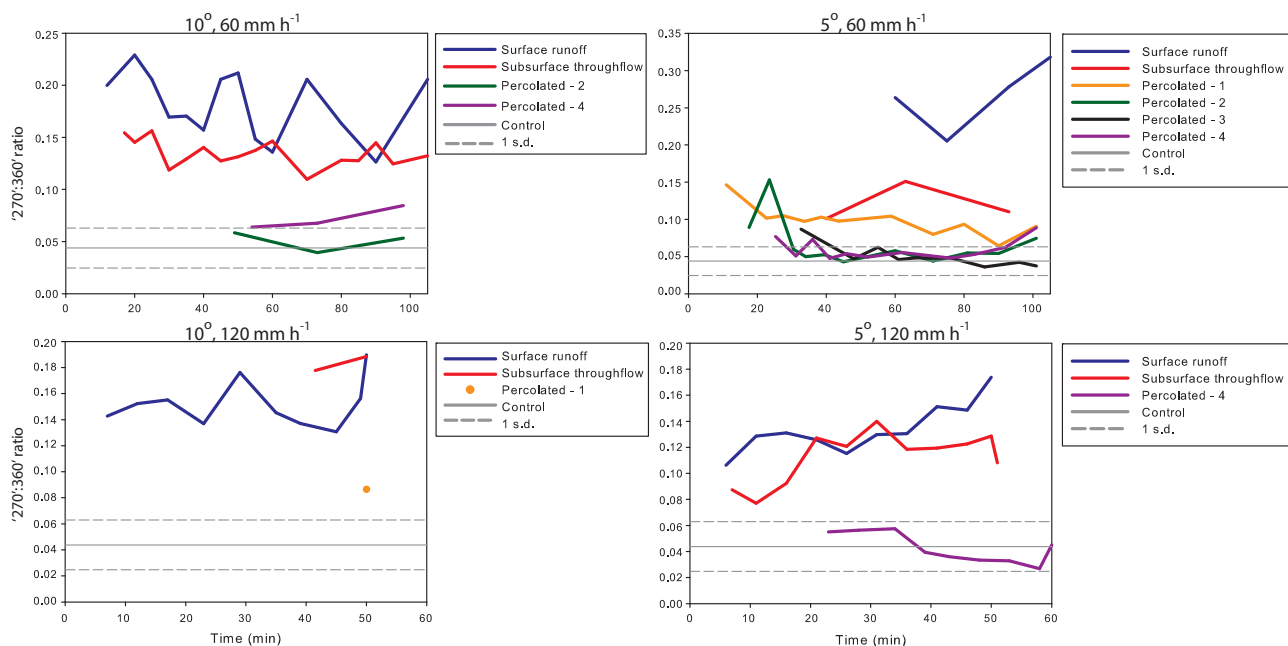 10°, 60 mm h⁻¹
0.25
0.20
0.15
0.10
0.05
0.00
'270':360' ratio
0
20
40
60
80
100
Surface runoff
Subsurface throughflow
Percolated - 2
Percolated - 4
Control
1 s.d.
5°, 60 mm h⁻¹
0.35
0.30
0.25
0.20
0.15
0.10
0.05
0.00
0
20
40
60
80
100
Surface runoff
Subsurface throughflow
Percolated - 1
Percolated - 2
Percolated - 3
Percolated - 4
Control
1 s.d.
10°, 120 mm h⁻¹
0.20
0.18
0.16
0.14
0.12
0.10
0.08
0.06
0.04
0.02
0.00
'270':360' ratio
0
10
20
30
40
50
60
Time (min)
Surface runoff
Subsurface throughflow
Percolated - 1
Control
1 s.d.
5°, 120 mm h⁻¹
0.20
0.18
0.16
0.14
0.12
0.10
0.08
0.06
0.04
0.02
0.00
0
10
20
30
40
50
60
Time (min)
Surface runoff
Subsurface throughflow
Percolated - 4
Control
1 s.d.